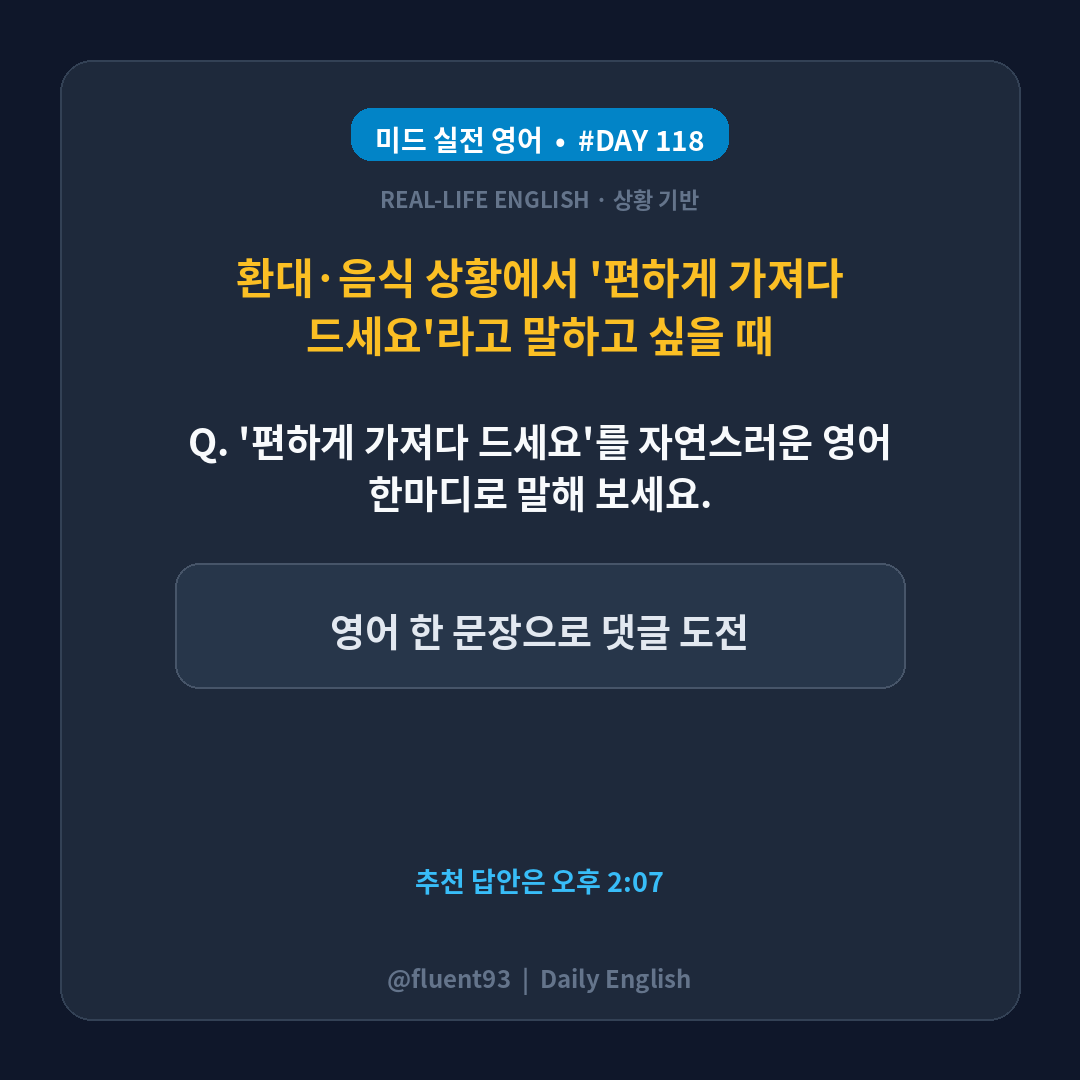 미드 실전 영어 • #DAY 118
REAL-LIFE ENGLISH · 상황 기반
환대·음식 상황에서 '편하게 가져다
드세요'라고 말하고 싶을 때
Q. '편하게 가져다 드세요'를 자연스러운 영어
한마디로 말해 보세요.
영어 한 문장으로 댓글 도전
추천 답안은 오후 2:07
@fluent93 | Daily English